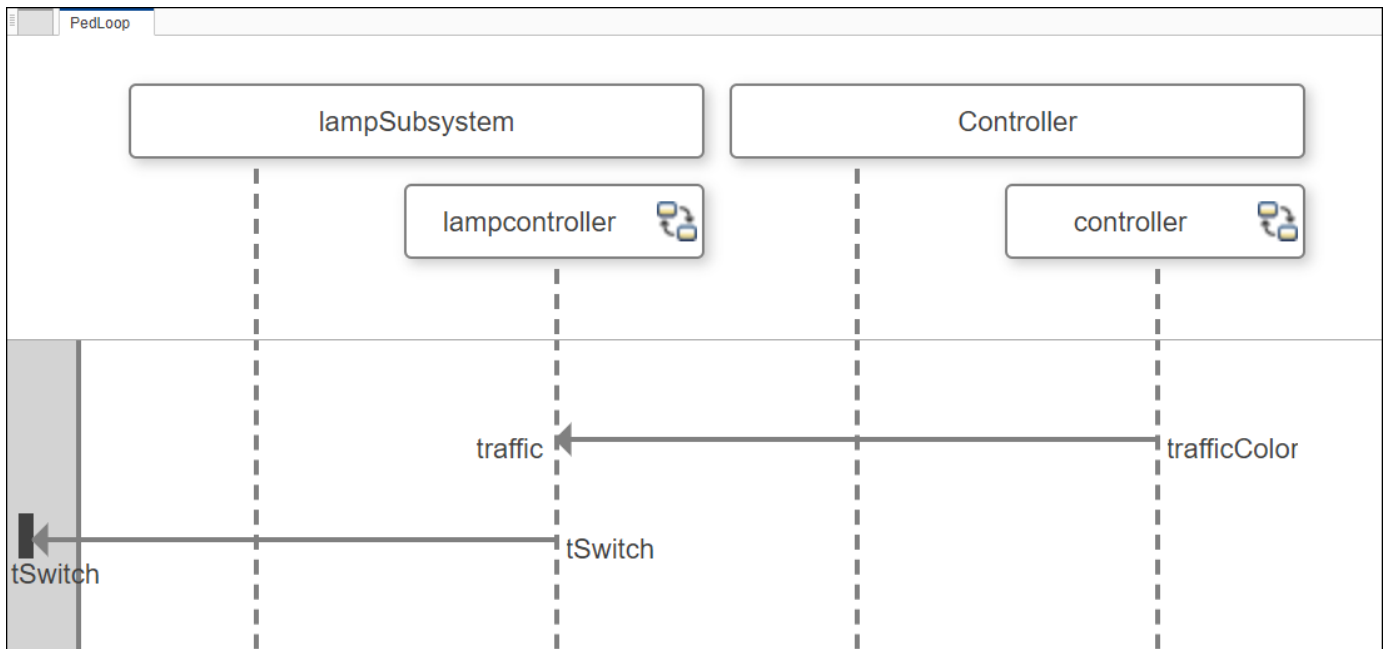 PedLoop
lampSubsystem
Controller
lampcontroller
controller
traffic
trafficColor
tSwitch
tSwitch